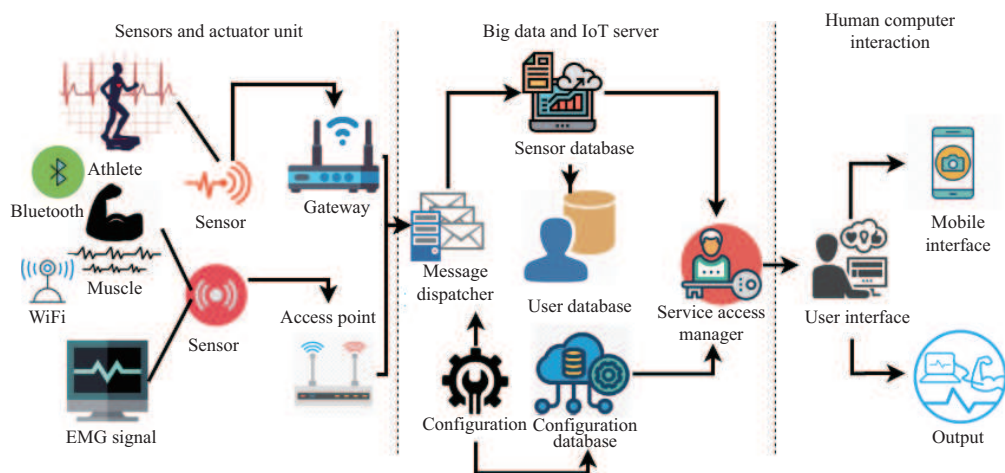 Sensors and actuator unit
Big data and IoT server
Human computer
interaction
Athlete
Bluetooth
Sensor
Gateway
Muscle
WiFi
Sensor
Access point
EMG signal
Sensor database
Message
dispatcher
User database
Service access
manager
Configuration
Configuration
database
Mobile
interface
User interface
Output